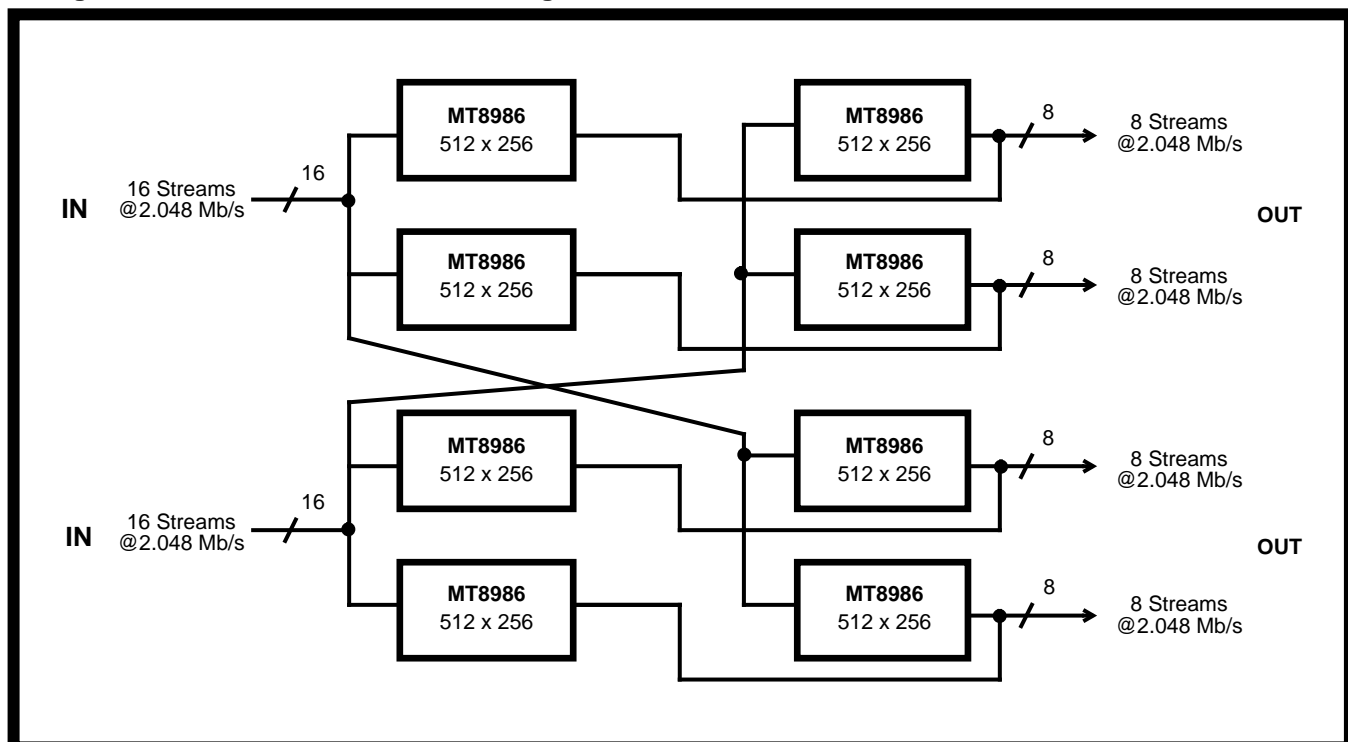 MT8986
512 x 256
MT8986
512 x 256
8
8 Streams
@2.048 Mb/s
IN
16 Streams
@2.048 Mb/s
16
OUT
MT8986
512 x 256
MT8986
512 x 256
8
8 Streams
@2.048 Mb/s
MT8986
512 x 256
MT8986
512 x 256
8
8 Streams
@2.048 Mb/s
IN
16 Streams
@2.048 Mb/s
16
OUT
MT8986
512 x 256
MT8986
512 x 256
8
8 Streams
@2.048 Mb/s